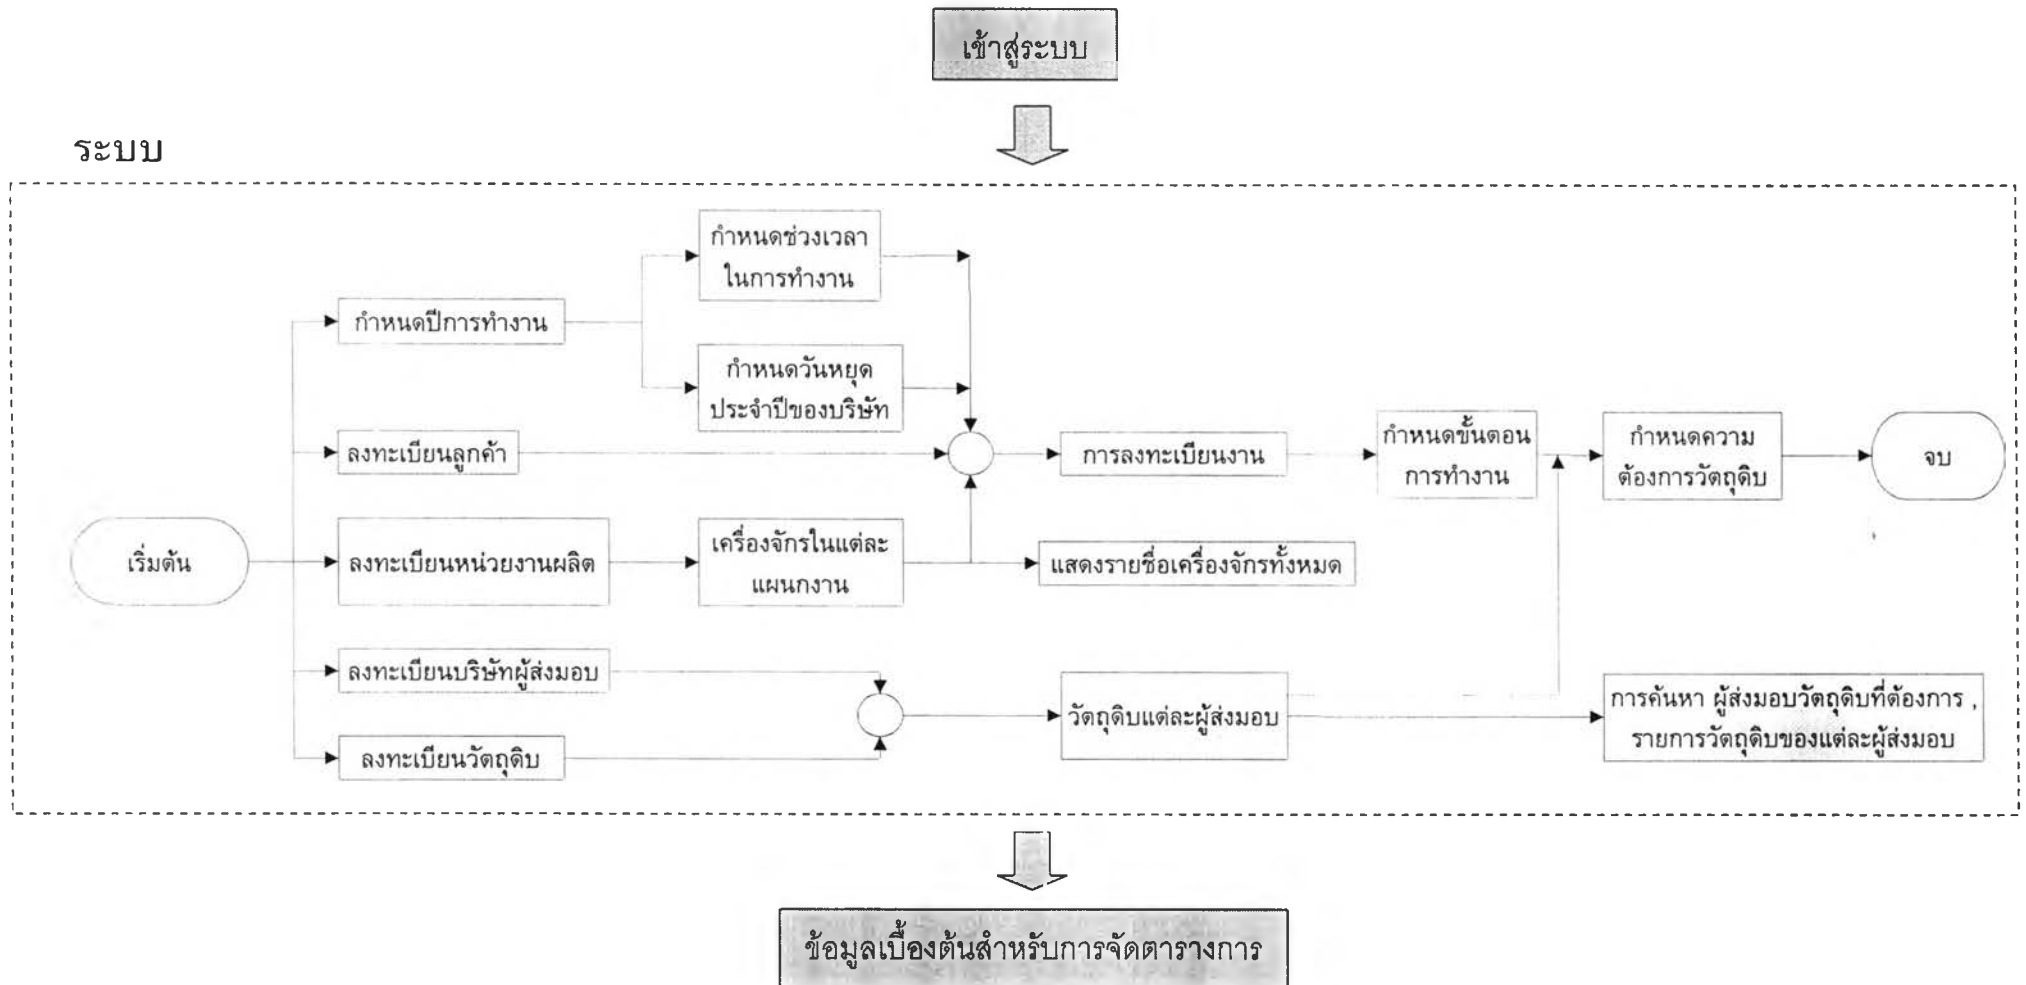 เข้าสู่ระบบ
ระบบ
กำหนดช่วงเวลา
ในการทำงาน
กำหนดปีการทำงาน
กำหนดวันหยุด
ประจำปีของบริษัท
ลงทะเบียนลูกค้า
การลงทะเบียนงาน
กำหนดขั้นตอน
การทำงาน
กำหนดความ
ต้องการวัตถุดิบ
จบ
เริ่มต้น
ลงทะเบียนหน่วยงานผลิต
เครื่องจักรในแต่ละ
แผนกงาน
แสดงรายชื่อเครื่องจักรทั้งหมด
ลงทะเบียนบริษัทผู้ส่งมอบ
วัตถุดิบแต่ละผู้ส่งมอบ
การค้นหา ผู้ส่งมอบวัตถุดิบที่ต้องการ ,
รายการวัตถุดิบของแต่ละผู้ส่งมอบ
ลงทะเบียนวัตถุดิบ
ข้อมูลเบื้องต้นสำหรับการจัดตารางการ